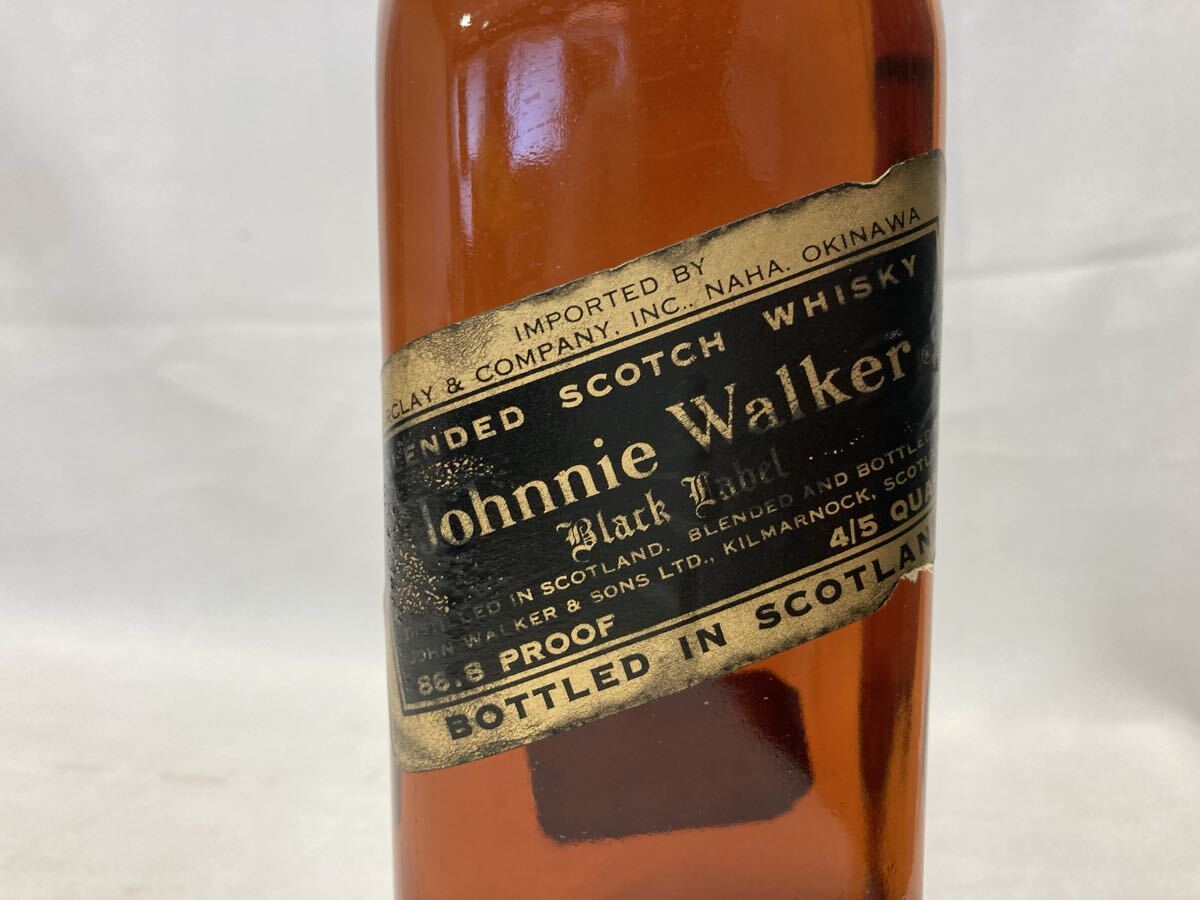 IMPORTED BY
RCLAY & COMPANY, INC., NAHA, OKINAWA
BLENDED SCOTCH WHISKY
Johnnie Walker ®
Black Label
DISTILLED IN SCOTLAND. BLENDED AND BOTTLED
JOHN WALKER & SONS LTD., KILMARNOCK, SCOTL
86.8 PROOF 4/5 QUA
BOTTLED IN SCOTLAN